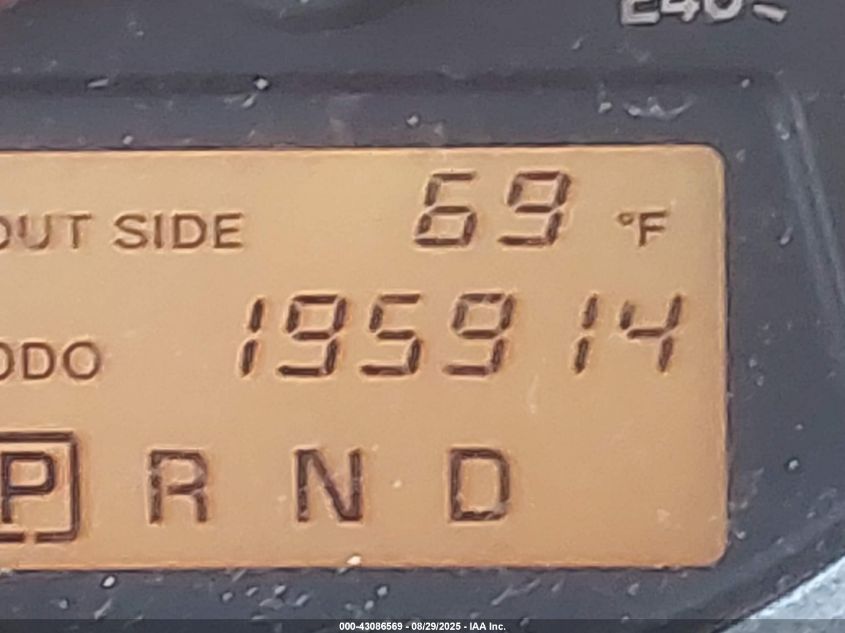 OUT SIDE 69 °F
ODO 195914
P R N D
000-43086569 - 08/29/2025 - IAA Inc.